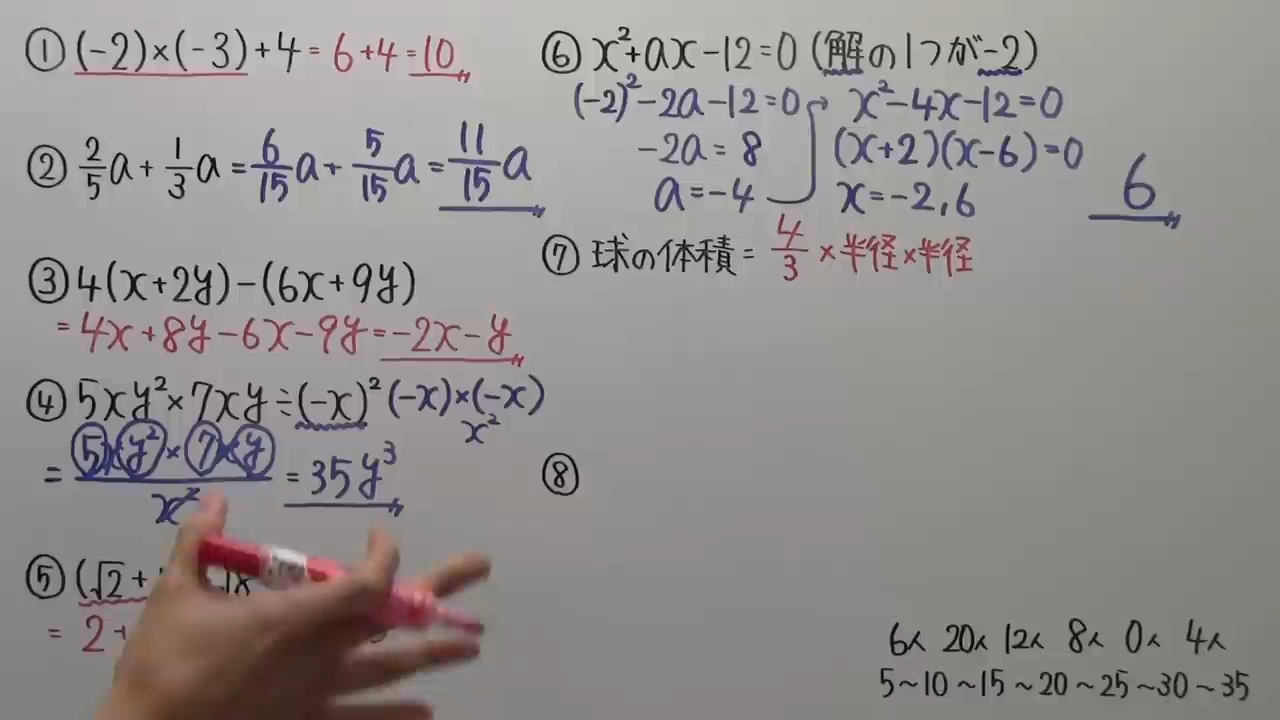 ① (-2)×(-3)+4 = 6+4 = 10
② 2/5 a + 1/3 a = 6/15 a + 5/15 a = 11/15 a
③ 4(x+2y)-(6x+9y)
= 4x+8y-6x-9y = -2x-y
④ 5xy²×7xy÷(-x)² (-x)×(-x)
x²
= 5xy²×7xy / x² = 35y³
⑤ (√2+
= 2+
⑥ x²+ax-12=0 (解の1つが-2)
(-2)²-2a-12=0 x²-4x-12=0
-2a=8 (x+2)(x-6)=0
a=-4 x=-2,6 6
⑦ 球の体積= 4/3 ×半径×半径
⑧
6人 20人 12人 8人 0人 4人
5~10~15~20~25~30~35